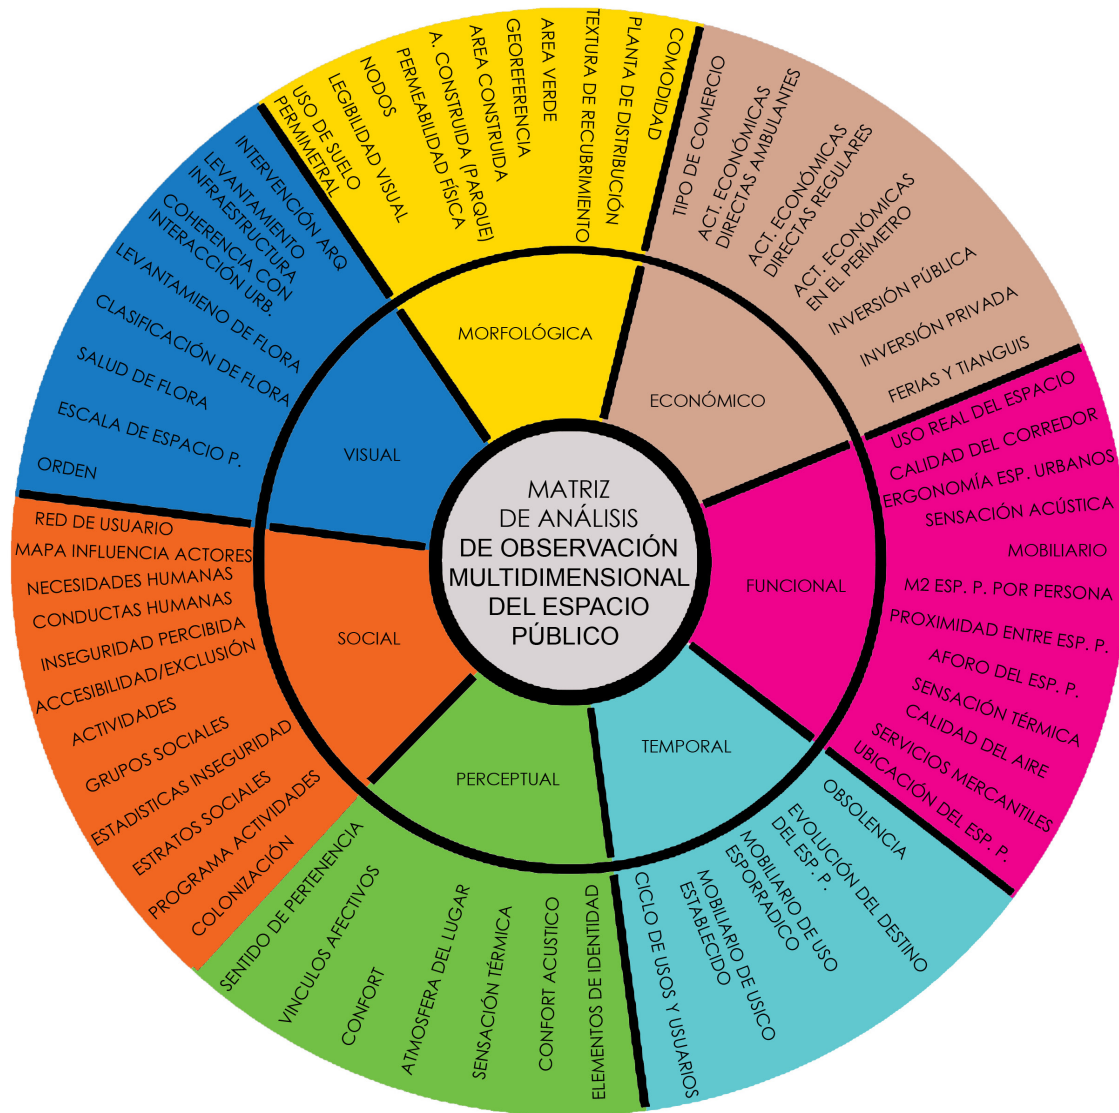 MATRIZ
DE ANÁLISIS
DE OBSERVACIÓN
MULTIDIMENSIONAL
DEL ESPACIO
PÚBLICO
MORFOLÓGICA
USO DE SUELO
PERMIMETRAL
LEGIBILIDAD VISUAL
NODOS
PERMEABILIDAD FÍSICA
A. CONSTRUIDA (PARQUE)
AREA CONSTRUIDA
GEOREFERENCIA
AREA VERDE
TEXTURA DE RECUBRIMIENTO
PLANTA DE DISTRIBUCIÓN
COMODIDAD
ECONÓMICO
TIPO DE COMERCIO
ACT. ECONÓMICAS
DIRECTAS AMBULANTES
ACT. ECONÓMICAS
DIRECTAS REGULARES
ACT. ECONÓMICAS
EN EL PERÍMETRO
INVERSIÓN PÚBLICA
INVERSIÓN PRIVADA
FERIAS Y TIANGUIS
FUNCIONAL
USO REAL DEL ESPACIO
CALIDAD DEL CORREDOR
ERGONOMÍA ESP. URBANOS
SENSACIÓN ACÚSTICA
MOBILIARIO
M2 ESP. P. POR PERSONA
PROXIMIDAD ENTRE ESP. P.
AFORO DEL ESP. P.
SENSACIÓN TÉRMICA
CALIDAD DEL AIRE
SERVICIOS MERCANTILES
UBICACIÓN DEL ESP. P.
TEMPORAL
OBSOLENCIA
EVOLUCIÓN DEL DESTINO
DEL ESP. P.
MOBILIARIO DE USO
ESPORRADICO
MOBILIARIO DE USICO
ESTABLECIDO
CICLO DE USOS Y USUARIOS
PERCEPTUAL
ELEMENTOS DE IDENTIDAD
CONFORT ACUSTICO
SENSACIÓN TÉRMICA
ATMOSFERA DEL LUGAR
CONFORT
VINCULOS AFECTIVOS
SENTIDO DE PERTENENCIA
SOCIAL
COLONIZACIÓN
PROGRAMA ACTIVIDADES
ESTRATOS SOCIALES
ESTADISTICAS INSEGURIDAD
GRUPOS SOCIALES
ACTIVIDADES
ACCESIBILIDAD/EXCLUSIÓN
INSEGURIDAD PERCIBIDA
CONDUCTAS HUMANAS
NECESIDADES HUMANAS
MAPA INFLUENCIA ACTORES
RED DE USUARIO
VISUAL
ORDEN
ESCALA DE ESPACIO P.
SALUD DE FLORA
CLASIFICACIÓN DE FLORA
LEVANTAMIENO DE FLORA
COHERENCIA CON
INTERACCIÓN URB.
LEVANTAMIENTO
INFRAESTRUCTURA
INTERVENCIÓN ARQ